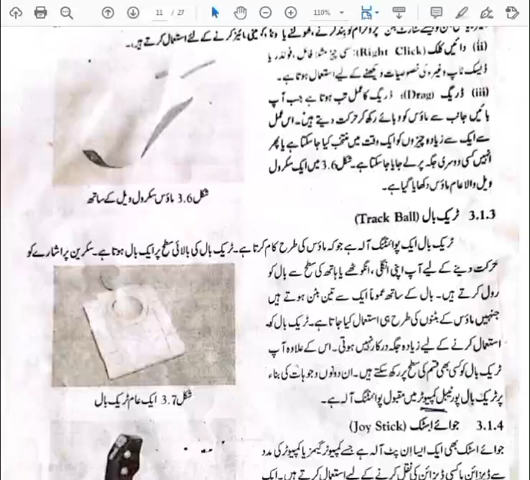 11 / 27
110%
(ii) دائیں کلک (Right Click): کسی چیز مثلاً فائل، فولڈر یا
ڈیسک ٹاپ وغیرہ کی خصوصیات دیکھنے کے لیے استعمال ہوتا ہے۔
(iii) ڈریگ (Drag): ڈریگ کا عمل تب ہوتا ہے جب آپ
بائیں جانب سے ماؤس کو دبائے رکھ کر حرکت دیتے ہیں۔ اس عمل
سے ایک سے زیادہ چیزوں کو ایک وقت میں منتخب کیا جاسکتا ہے یا پھر
انہیں کسی دوسری جگہ پر لے جایا جاسکتا ہے۔ شکل 3.6 میں ایک سکرول
ویل والا عام ماؤس دکھایا گیا ہے۔
شکل 3.6 ماؤس سکرول ویل کے ساتھ
3.1.3 ٹریک بال (Track Ball)
ٹریک بال ایک پوائنٹنگ آلہ ہے جو کہ ماؤس کی طرح کام کرتا ہے۔ ٹریک بال کی بالائی سطح پر ایک بال ہوتا ہے۔ سکرین پر اشارے کو
حرکت دینے کے لیے آپ اپنی انگلی، انگوٹھے یا ہاتھ کی سطح سے بال کو
رول کرتے ہیں۔ بال کے ساتھ عموماً ایک سے تین بٹن ہوتے ہیں
جنہیں ماؤس کے بٹنوں کی طرح ہی استعمال کیا جاتا ہے۔ ٹریک بال کو
استعمال کرنے کے لیے زیادہ جگہ درکار نہیں ہوتی۔ اس کے علاوہ آپ
ٹریک بال کو کسی بھی قسم کی سطح پر رکھ سکتے ہیں۔ ان دونوں وجوہات کی بناء
پر ٹریک بال پورٹیبل کمپیوٹر میں مقبول پوائنٹنگ آلہ ہے۔
شکل 3.7 ایک عام ٹریک بال
3.1.4 جوائے اسٹک (Joy Stick)
جوائے اسٹک بھی ایک ایسا ان پٹ آلہ ہے جسے کمپیوٹر گیمز یا کمپیوٹر کی مدد
سے ڈیزائن یا کسی ڈیزائن کی نقل کرنے کے لیے استعمال کرتے ہیں۔ ایک